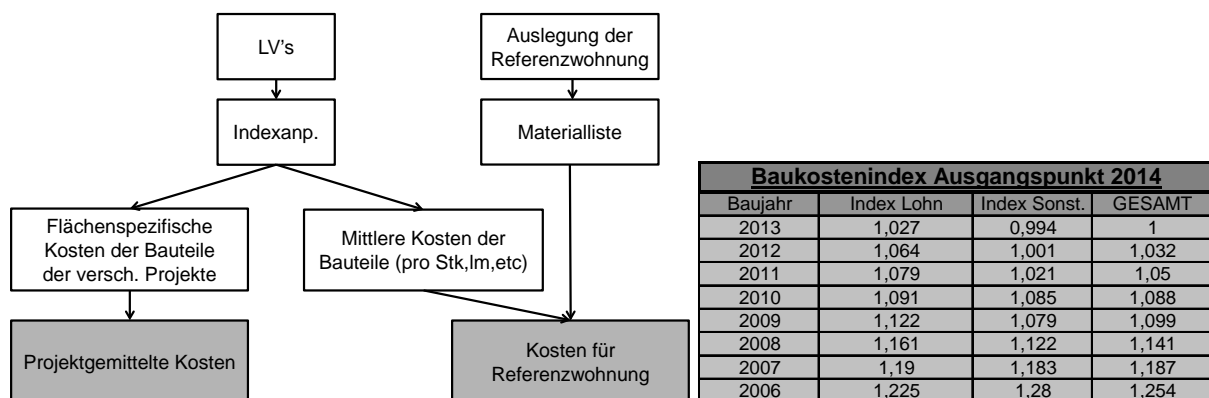 LV's
Auslegung der
Referenzwohnung
Indexanp.
Materialliste
Flächenspezifische
Kosten der Bauteile
der versch. Projekte
Mittlere Kosten der
Bauteile (pro Stk,lm,etc)
Projektgemittelte Kosten
Kosten für
Referenzwohnung
Baukostenindex Ausgangspunkt 2014
Baujahr Index Lohn Index Sonst. GESAMT
2013 1,027 0,994 1
2012 1,064 1,001 1,032
2011 1,079 1,021 1,05
2010 1,091 1,085 1,088
2009 1,122 1,079 1,099
2008 1,161 1,122 1,141
2007 1,19 1,183 1,187
2006 1,225 1,28 1,254